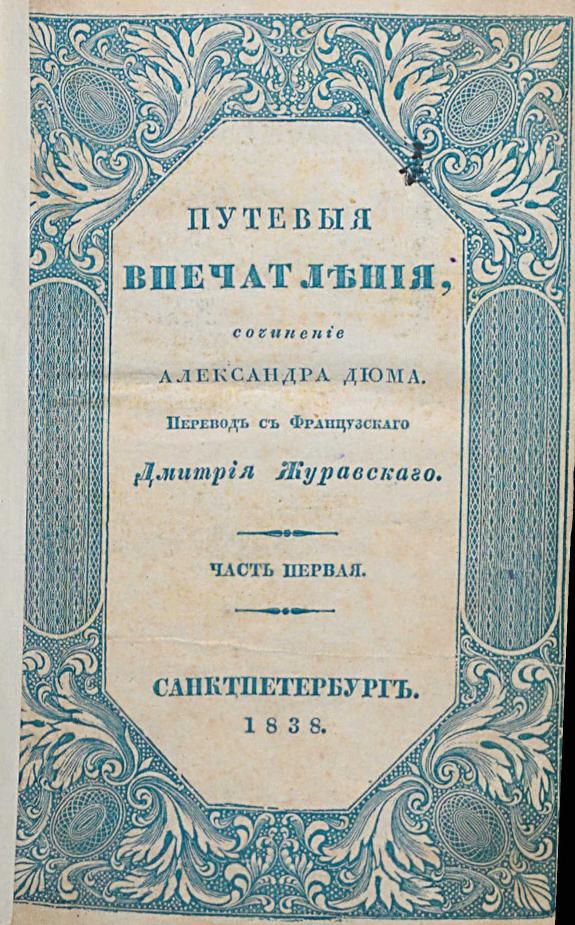 ПУТЕВЫЯ
ВПЕЧАТЛѢНІЯ,
сочиненіе
АЛЕКСАНДРА ДЮМА.
Переводъ съ Французскаго
Дмитрія Журавскаго.
ЧАСТЬ ПЕРВАЯ.
САНКТПЕТЕРБУРГЪ.
1838.